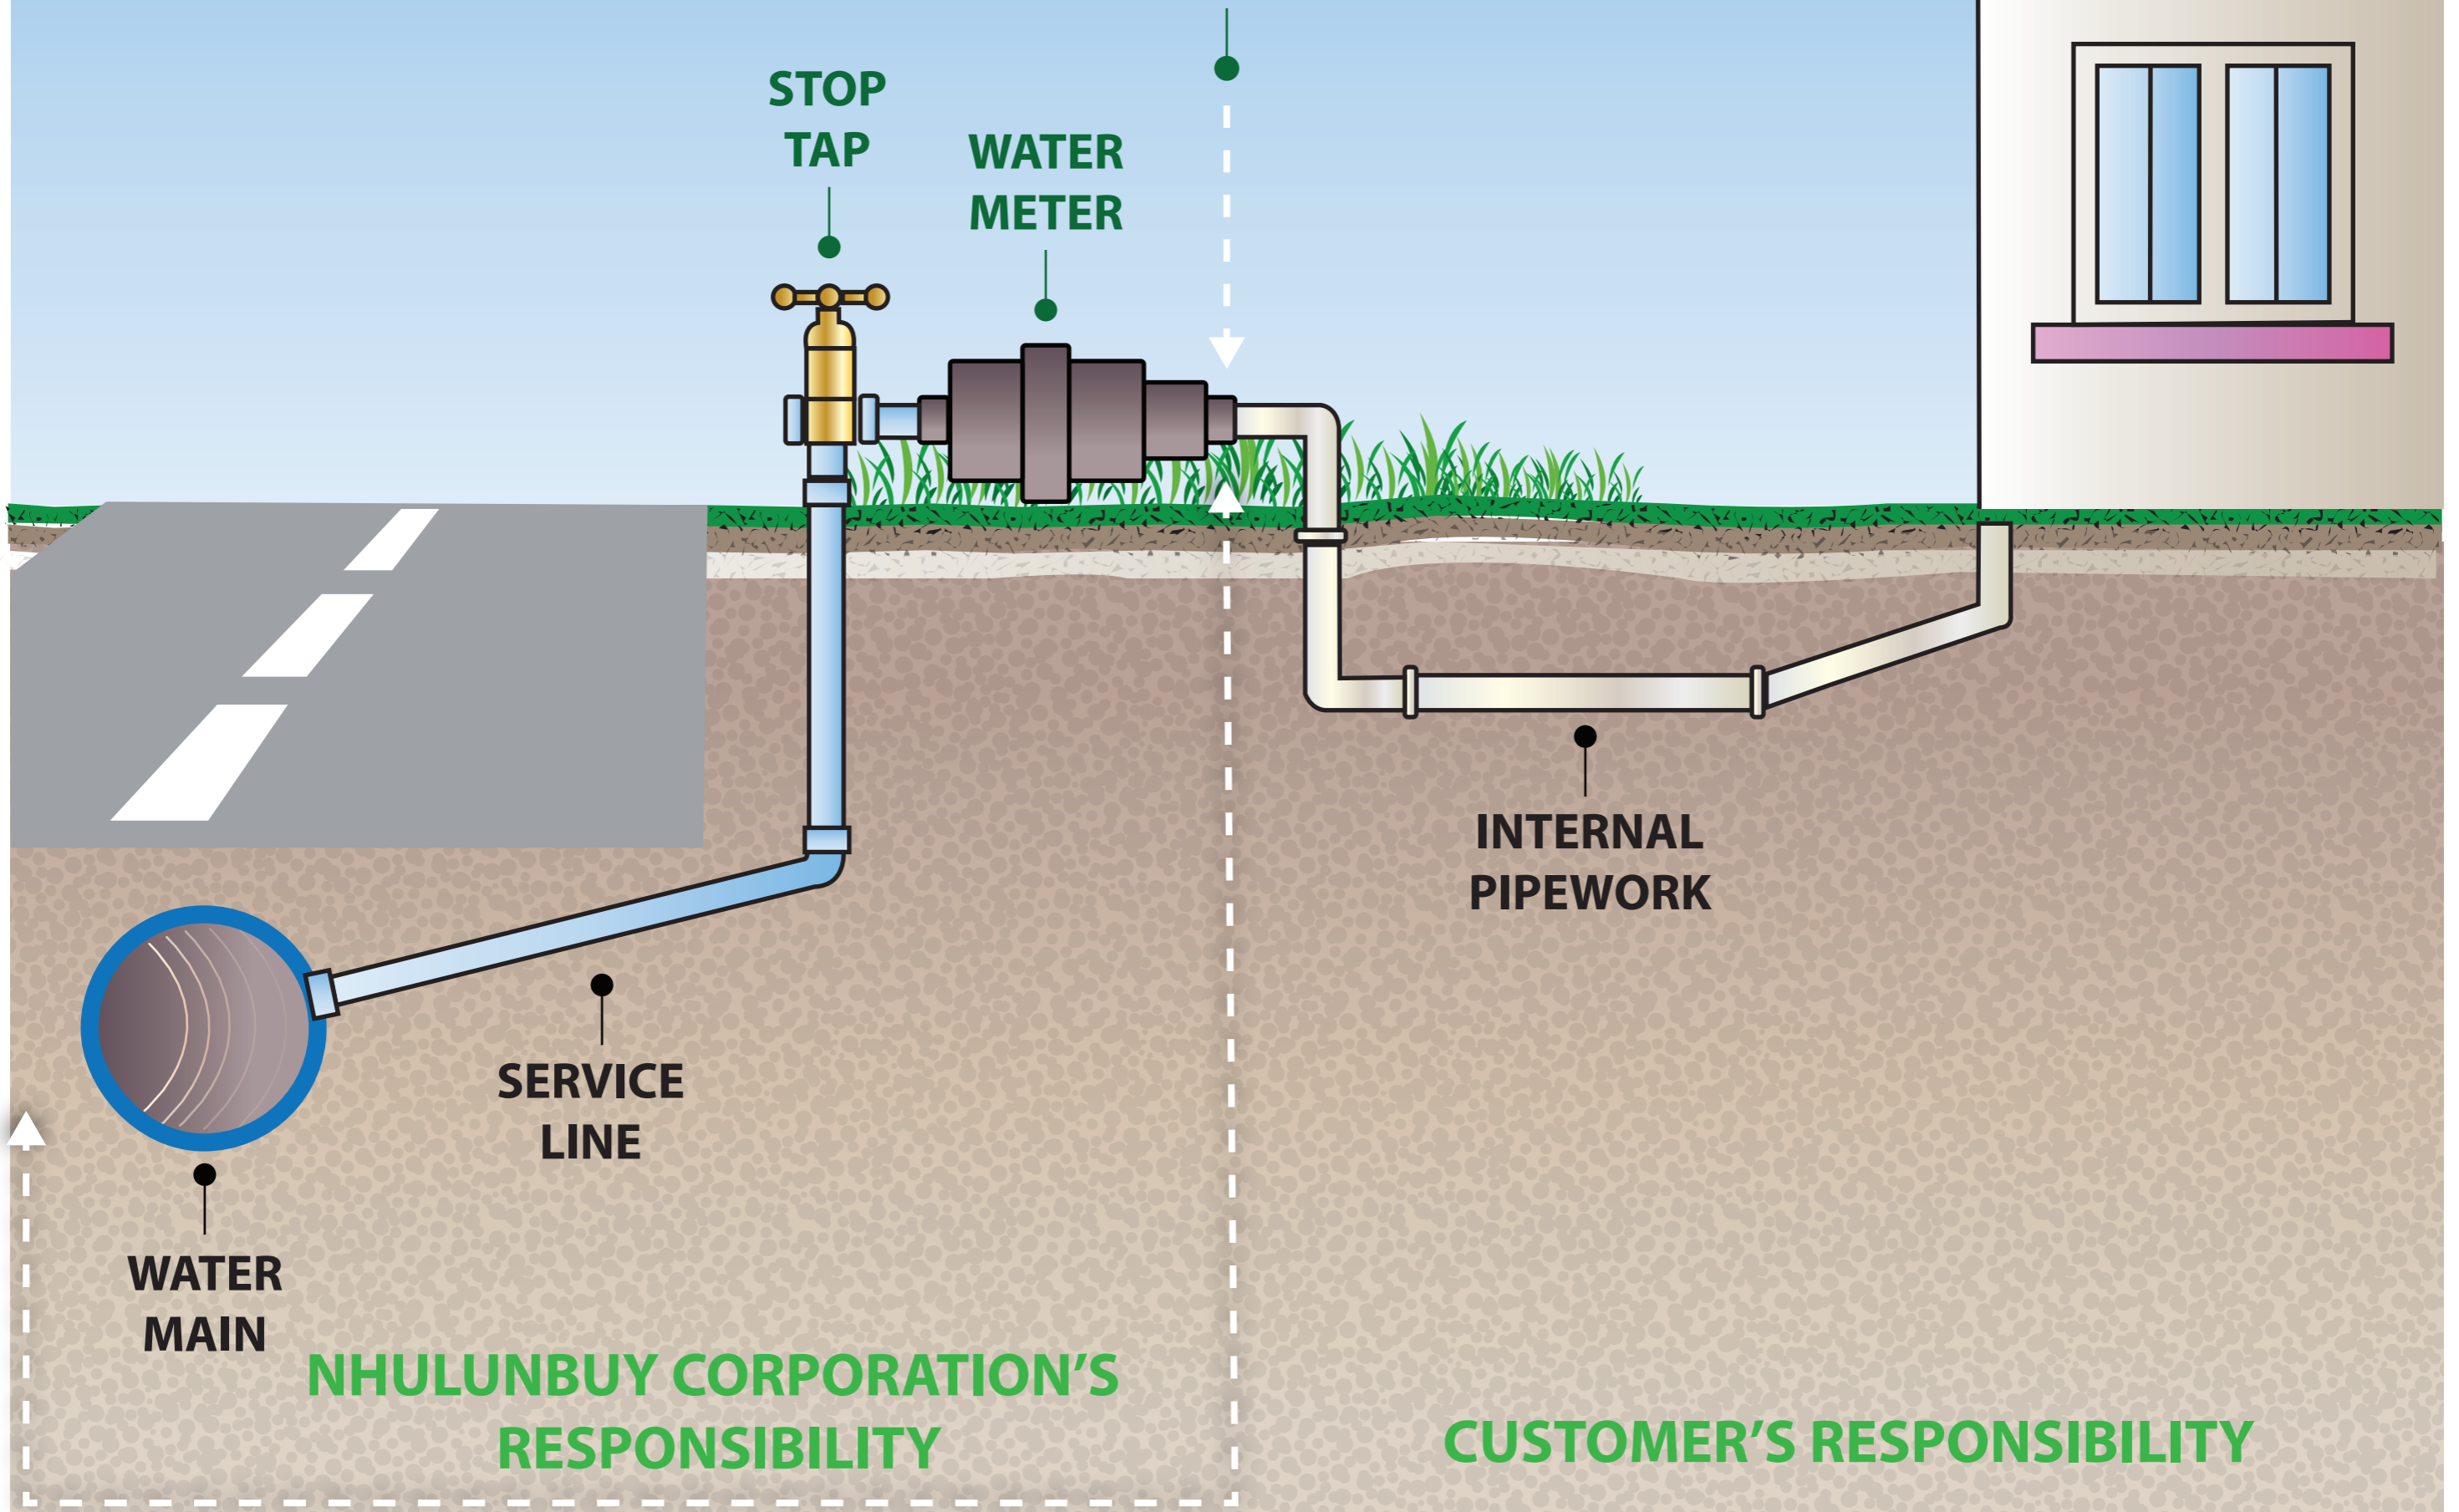 STOP
TAP
WATER
METER
INTERNAL
PIPEWORK
SERVICE
LINE
WATER
MAIN
NHULUNBUY CORPORATION’S
RESPONSIBILITY
CUSTOMER’S RESPONSIBILITY